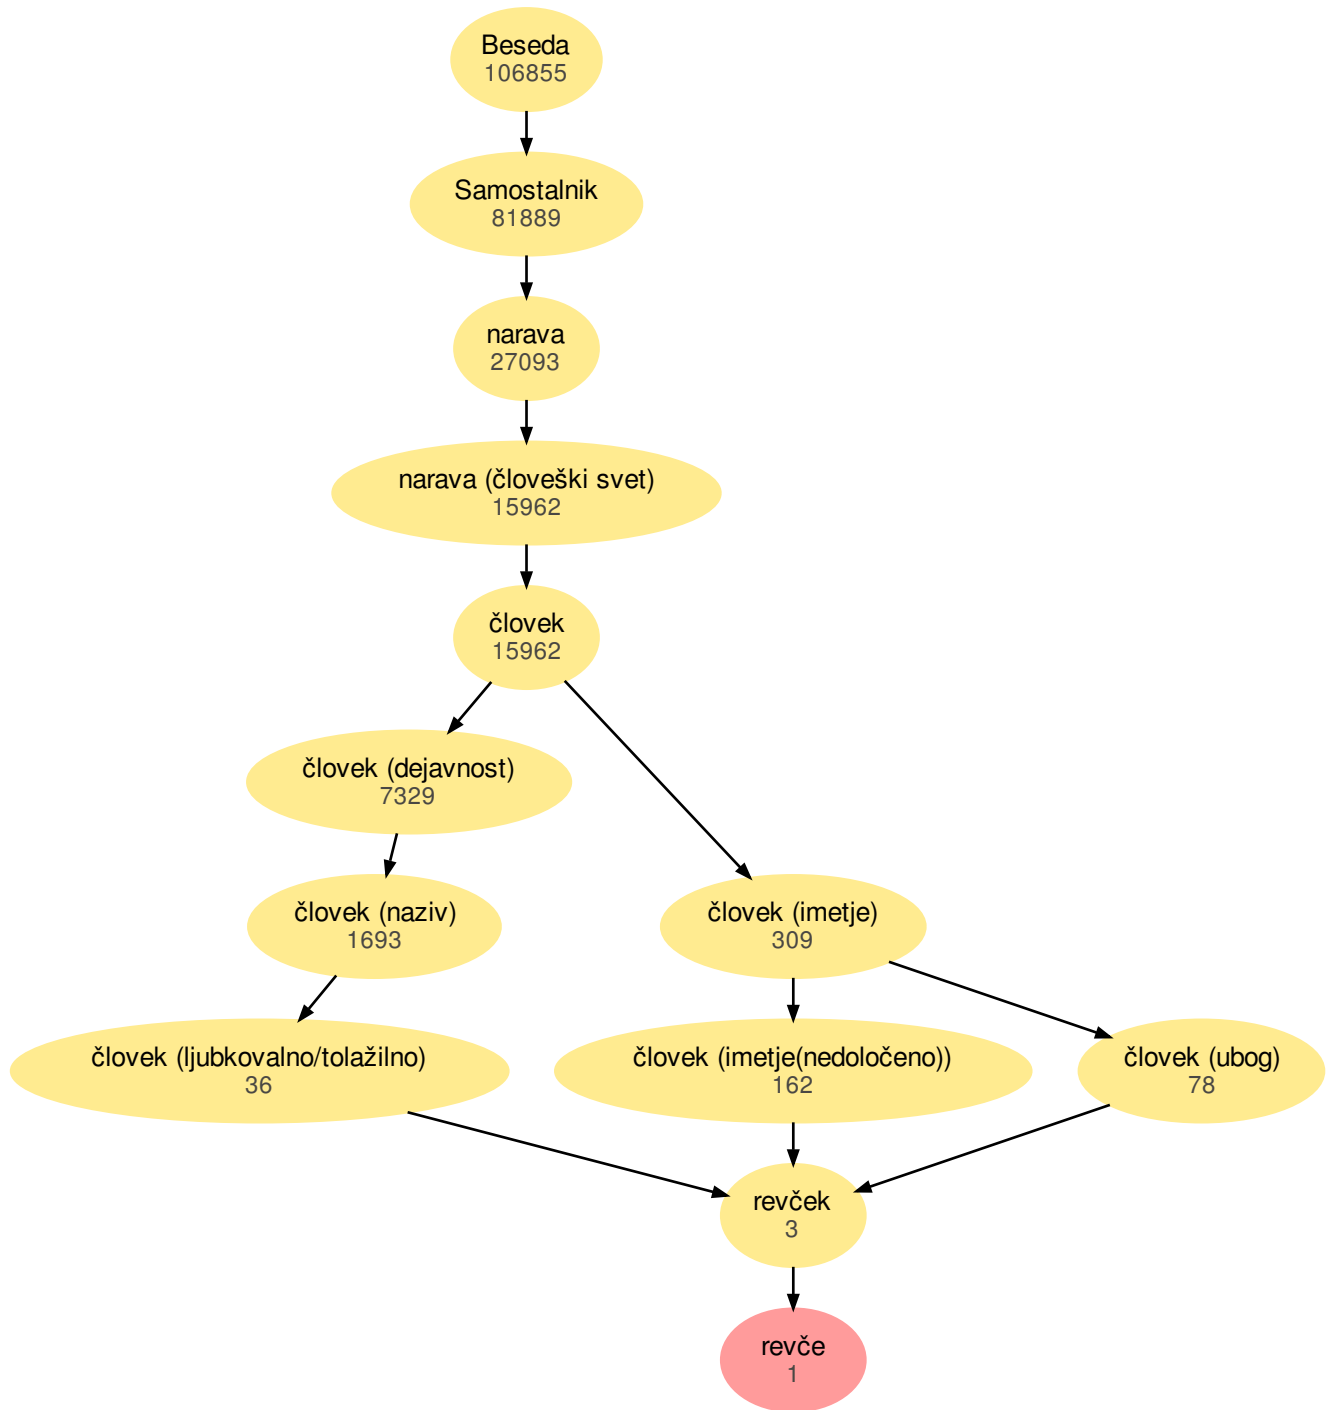 Beseda
106855
Samostalnik
81889
narava
27093
narava (človeški svet)
15962
človek
15962
človek (dejavnost)
7329
človek (naziv)
1693
človek (imetje)
309
človek (ljubkovalno/tolažilno)
36
človek (imetje(nedoločeno))
162
človek (ubog)
78
revček
3
revče
1